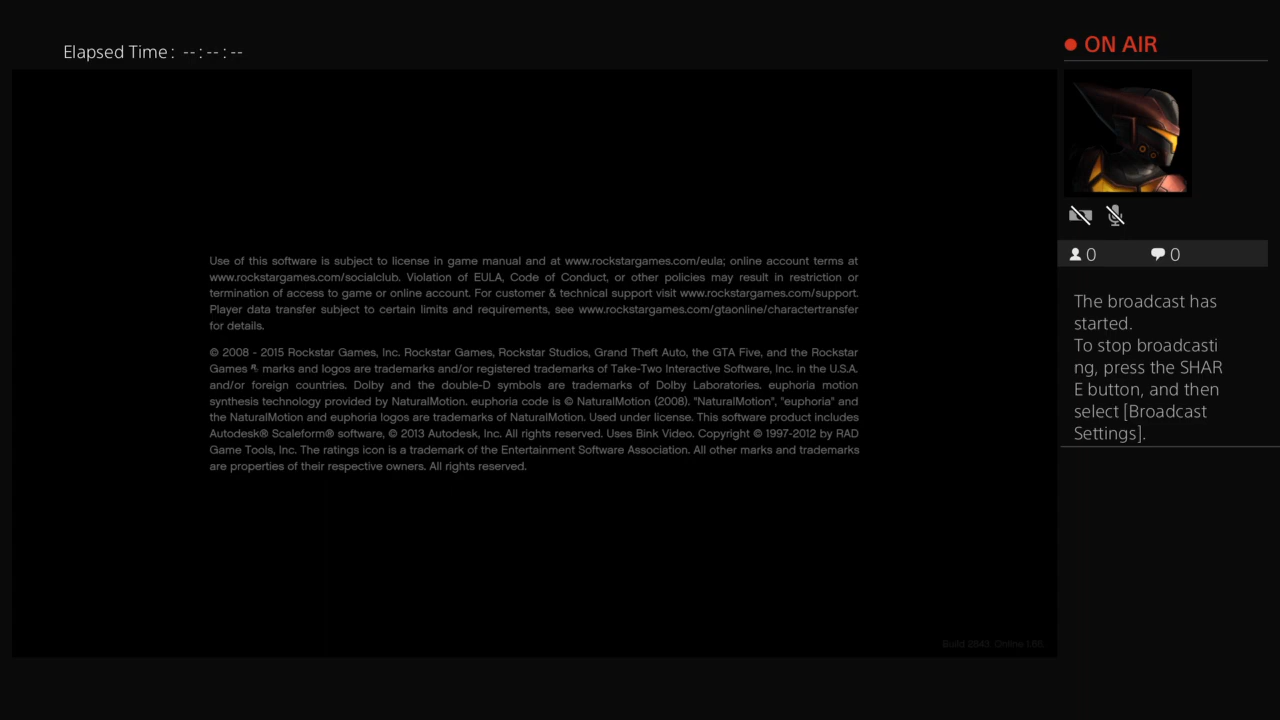 Elapsed Time : -- : -- : --
ON AIR
0 0
The broadcast has
started.
To stop broadcasti
ng, press the SHAR
E button, and then
select [Broadcast
Settings].
Use of this software is subject to license in game manual and at www.rockstargames.com/eula; online account terms at
www.rockstargames.com/socialclub. Violation of EULA, Code of Conduct, or other policies may result in restriction or
termination of access to game or online account. For customer & technical support visit www.rockstargames.com/support.
Player data transfer subject to certain limits and requirements, see www.rockstargames.com/gtaonline/charactertransfer
for details.
© 2008 - 2015 Rockstar Games, Inc. Rockstar Games, Rockstar Studios, Grand Theft Auto, the GTA Five, and the Rockstar
Games R* marks and logos are trademarks and/or registered trademarks of Take-Two Interactive Software, Inc. in the U.S.A.
and/or foreign countries. Dolby and the double-D symbols are trademarks of Dolby Laboratories. euphoria motion
synthesis technology provided by NaturalMotion. euphoria code is © NaturalMotion (2008). "NaturalMotion", "euphoria" and
the NaturalMotion and euphoria logos are trademarks of NaturalMotion. Used under license. This software product includes
Autodesk® Scaleform® software, © 2013 Autodesk, Inc. All rights reserved. Uses Bink Video. Copyright © 1997-2012 by RAD
Game Tools, Inc. The ratings icon is a trademark of the Entertainment Software Association. All other marks and trademarks
are properties of their respective owners. All rights reserved.
Build 2843, Online 1.66